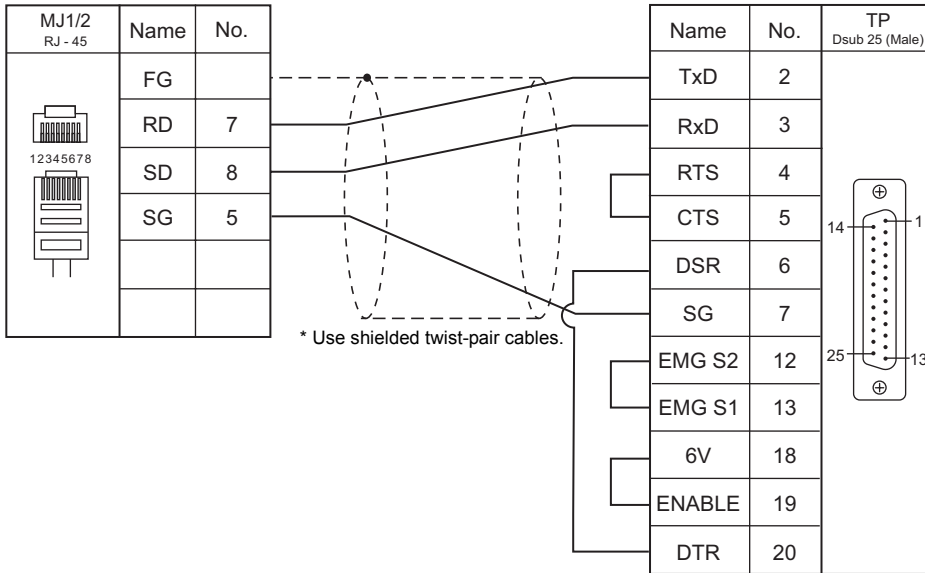 MJ1/2
RJ - 45
Name
No.
FG
RD
7
SD
8
SG
5
12345678
* Use shielded twist-pair cables.
Name
No.
TP
Dsub 25 (Male)
TxD
2
RxD
3
RTS
4
CTS
5
DSR
6
SG
7
EMG S2
12
EMG S1
13
6V
18
ENABLE
19
DTR
20
14
1
25
13